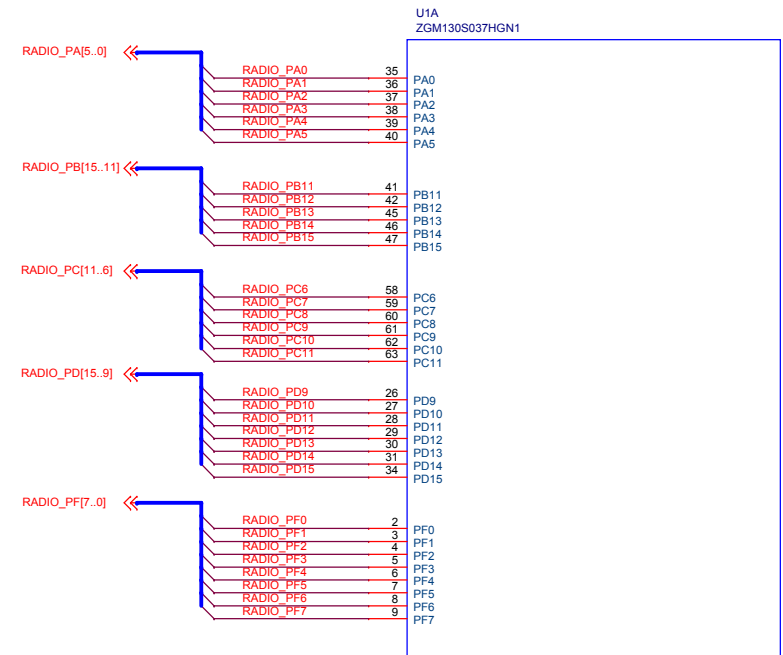 U1A
ZGM130S037HGN1
RADIO_PA[5..0]
RADIO_PA0 35 PA0
RADIO_PA1 36 PA1
RADIO_PA2 37 PA2
RADIO_PA3 38 PA3
RADIO_PA4 39 PA4
RADIO_PA5 40 PA5
RADIO_PB[15..11]
RADIO_PB11 41 PB11
RADIO_PB12 42 PB12
RADIO_PB13 45 PB13
RADIO_PB14 46 PB14
RADIO_PB15 47 PB15
RADIO_PC[11..6]
RADIO_PC6 58 PC6
RADIO_PC7 59 PC7
RADIO_PC8 60 PC8
RADIO_PC9 61 PC9
RADIO_PC10 62 PC10
RADIO_PC11 63 PC11
RADIO_PD[15..9]
RADIO_PD9 26 PD9
RADIO_PD10 27 PD10
RADIO_PD11 28 PD11
RADIO_PD12 29 PD12
RADIO_PD13 30 PD13
RADIO_PD14 31 PD14
RADIO_PD15 34 PD15
RADIO_PF[7..0]
RADIO_PF0 2 PF0
RADIO_PF1 3 PF1
RADIO_PF2 4 PF2
RADIO_PF3 5 PF3
RADIO_PF4 6 PF4
RADIO_PF5 7 PF5
RADIO_PF6 8 PF6
RADIO_PF7 9 PF7